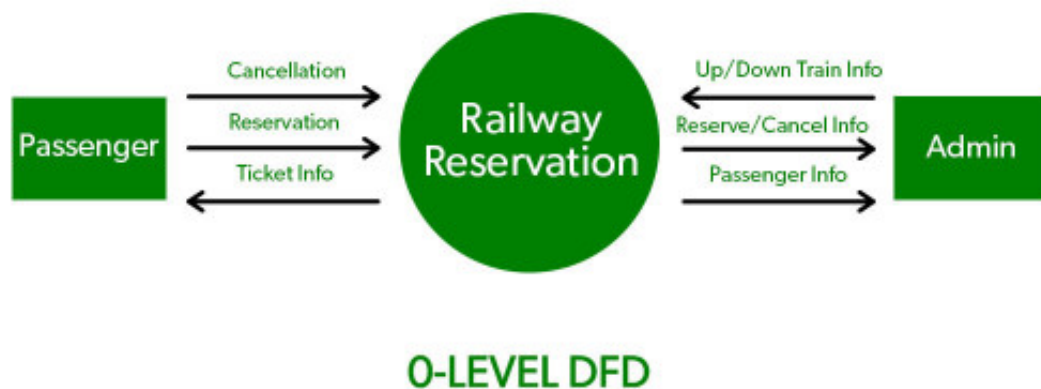 Cancellation
Reservation
Ticket Info
Passenger
Railway
Reservation
Up/Down Train Info
Reserve/Cancel Info
Passenger Info
Admin
0-LEVEL DFD